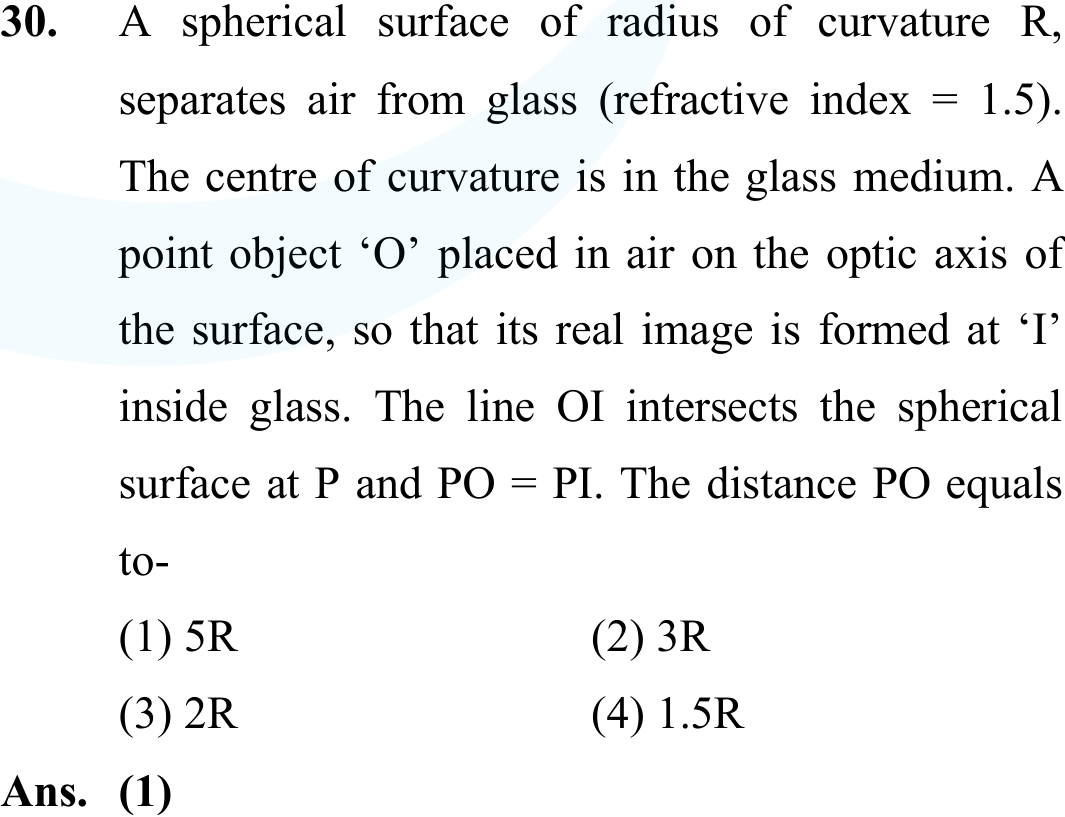 30. A spherical surface of radius of curvature R,
separates air from glass (refractive index = 1.5).
The centre of curvature is in the glass medium. A
point object ‘O’ placed in air on the optic axis of
the surface, so that its real image is formed at ‘I’
inside glass. The line OI intersects the spherical
surface at P and PO = PI. The distance PO equals
to-
(1) 5R (2) 3R
(3) 2R (4) 1.5R
Ans. (1)